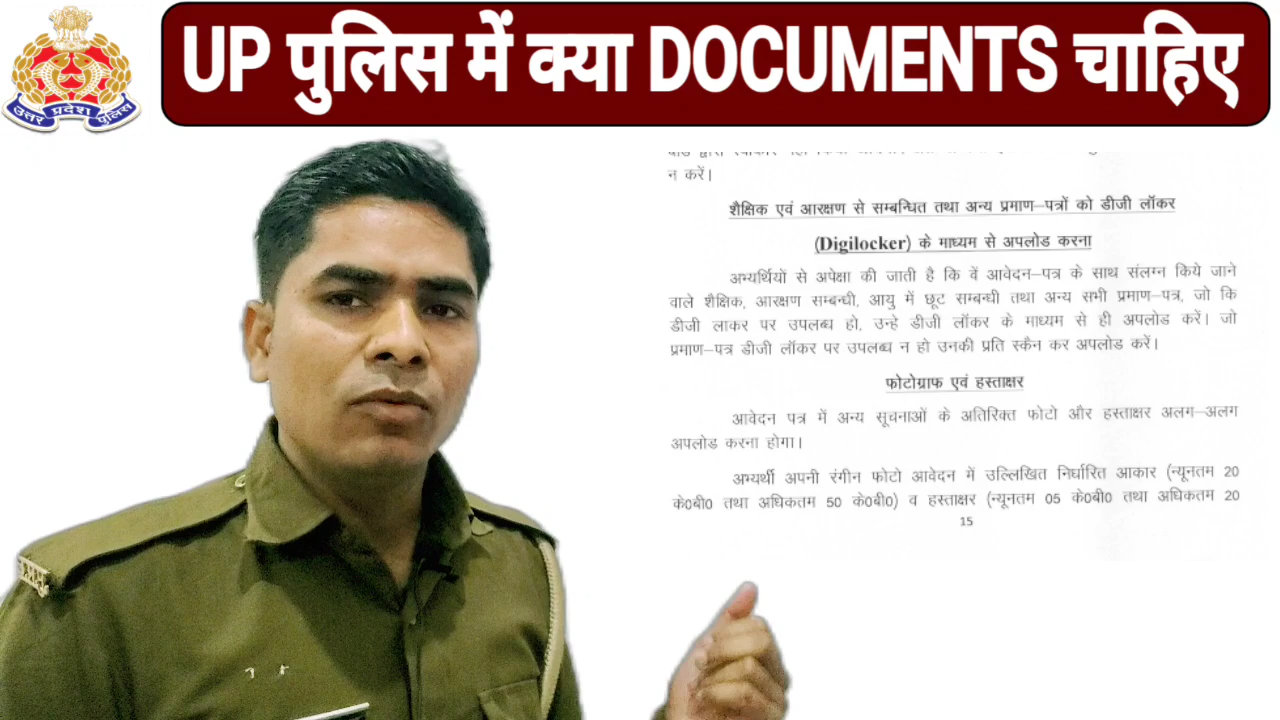 UP पुलिस में क्या DOCUMENTS चाहिए
उत्तर प्रदेश पुलिस
न करें।
शैक्षिक एवं आरक्षण से सम्बन्धित तथा अन्य प्रमाण–पत्रों को डीजी लॉकर
(Digilocker) के माध्यम से अपलोड करना
अभ्यर्थियों से अपेक्षा की जाती है कि वें आवेदन–पत्र के साथ संलग्न किये जाने
वाले शैक्षिक, आरक्षण सम्बन्धी, आयु में छूट सम्बन्धी तथा अन्य सभी प्रमाण–पत्र, जो कि
डीजी लाकर पर उपलब्ध हो, उन्हे डीजी लॉकर के माध्यम से ही अपलोड करें। जो
प्रमाण–पत्र डीजी लॉकर पर उपलब्ध न हो उनकी प्रति स्कैन कर अपलोड करें।
फोटोग्राफ एवं हस्ताक्षर
आवेदन पत्र में अन्य सूचनाओं के अतिरिक्त फोटो और हस्ताक्षर अलग–अलग
अपलोड करना होगा।
अभ्यर्थी अपनी रंगीन फोटो आवेदन में उल्लिखित निर्धारित आकार (न्यूनतम 20
के0बी0 तथा अधिकतम 50 के0बी0) व हस्ताक्षर (न्यूनतम 05 के0बी0 तथा अधिकतम 20
15